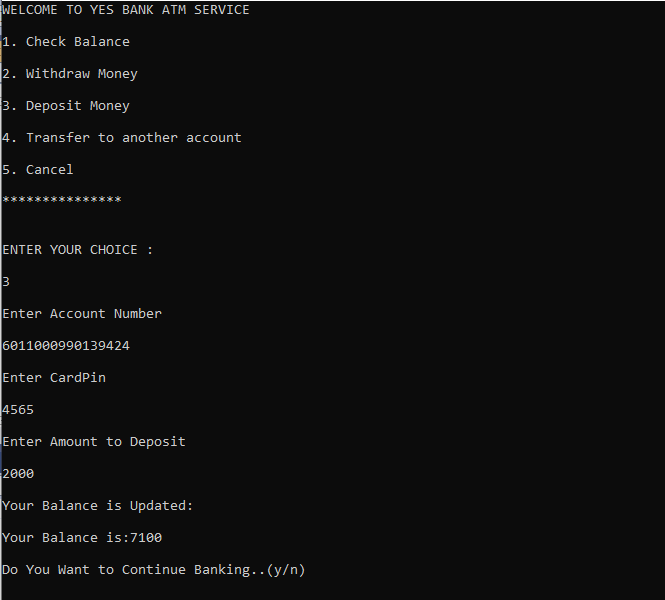 WELCOME TO YES BANK ATM SERVICE
1. Check Balance
2. Withdraw Money
3. Deposit Money
4. Transfer to another account
5. Cancel
***************
ENTER YOUR CHOICE :
3
Enter Account Number
6011000990139424
Enter CardPin
4565
Enter Amount to Deposit
2000
Your Balance is Updated:
Your Balance is:7100
Do You Want to Continue Banking..(y/n)